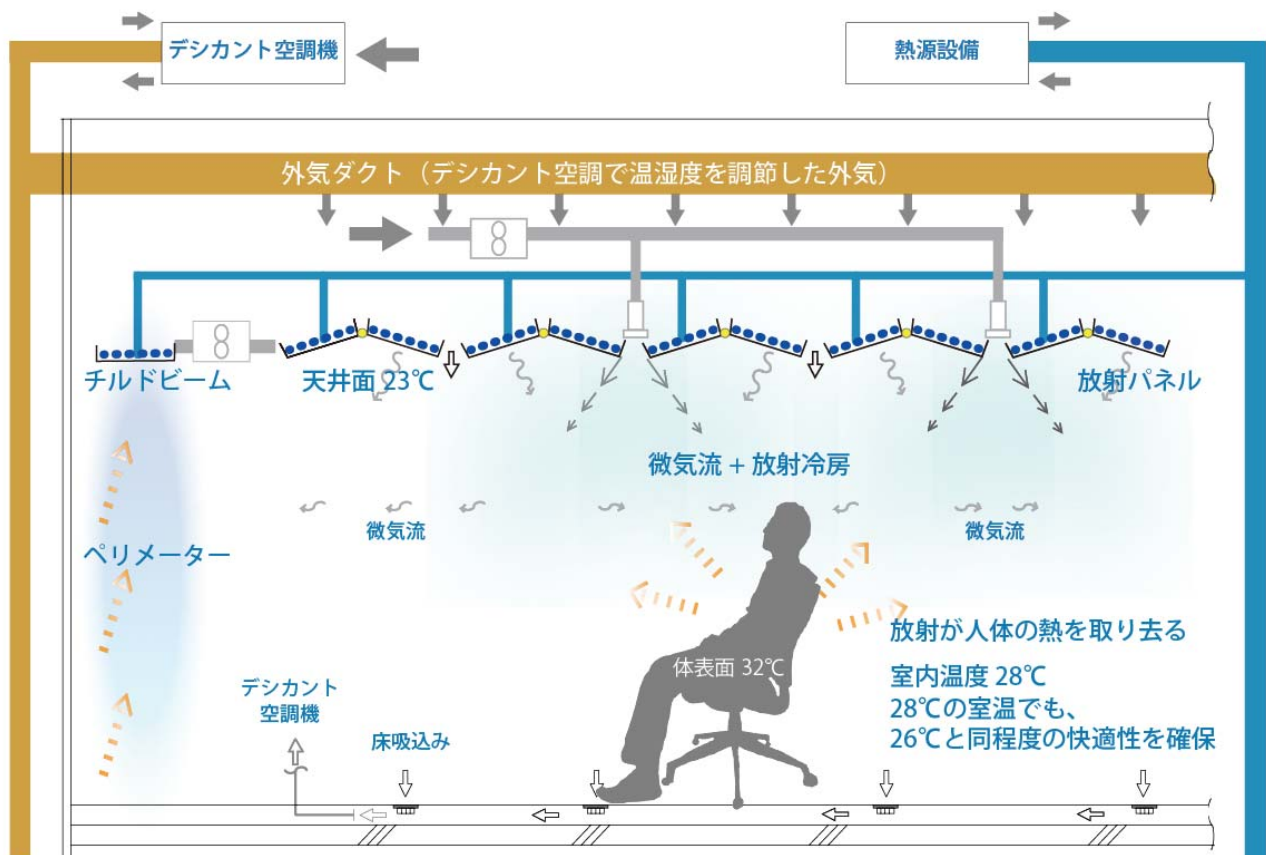 デシカント空調機
熱源設備
外気ダクト（デシカント空調で温湿度を調節した外気）
チルドビーム
天井面 23℃
放射パネル
微気流 + 放射冷房
微気流
微気流
ペリメーター
放射が人体の熱を取り去る
体表面 32℃
室内温度 28℃
28℃の室温でも、
26℃と同程度の快適性を確保
デシカント
空調機
床吸込み